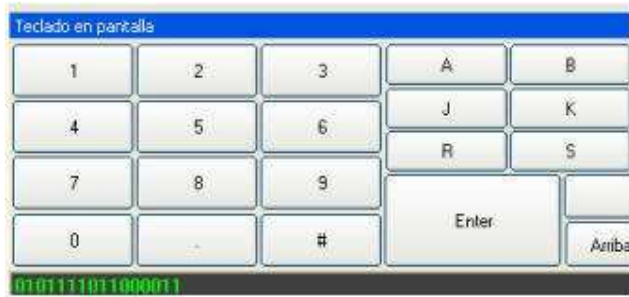 Teclado en pantalla
1 2 3 A B
4 5 6 J K
R S
7 8 9
Enter
0 . # Arriba
0101111011000011